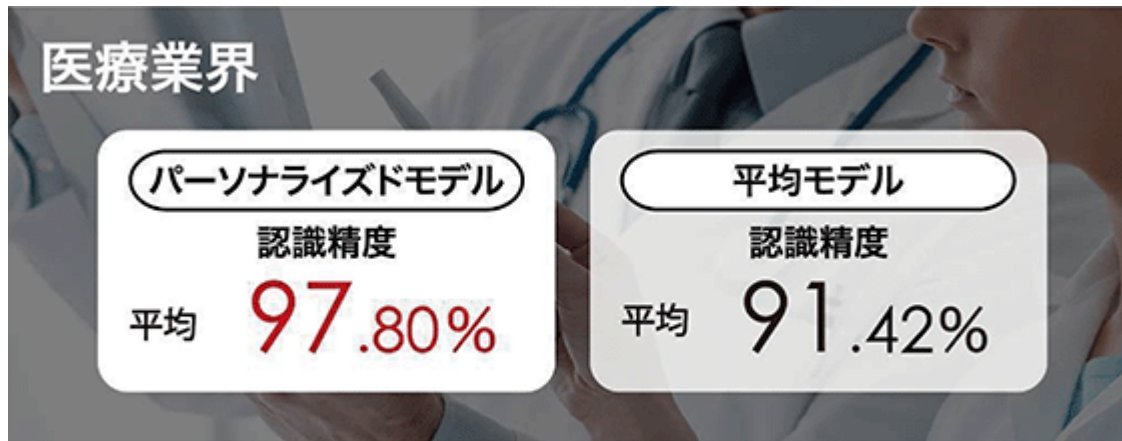 医療業界
パーソナライズドモデル
認識精度
平均 97.80%
平均モデル
認識精度
平均 91.42%